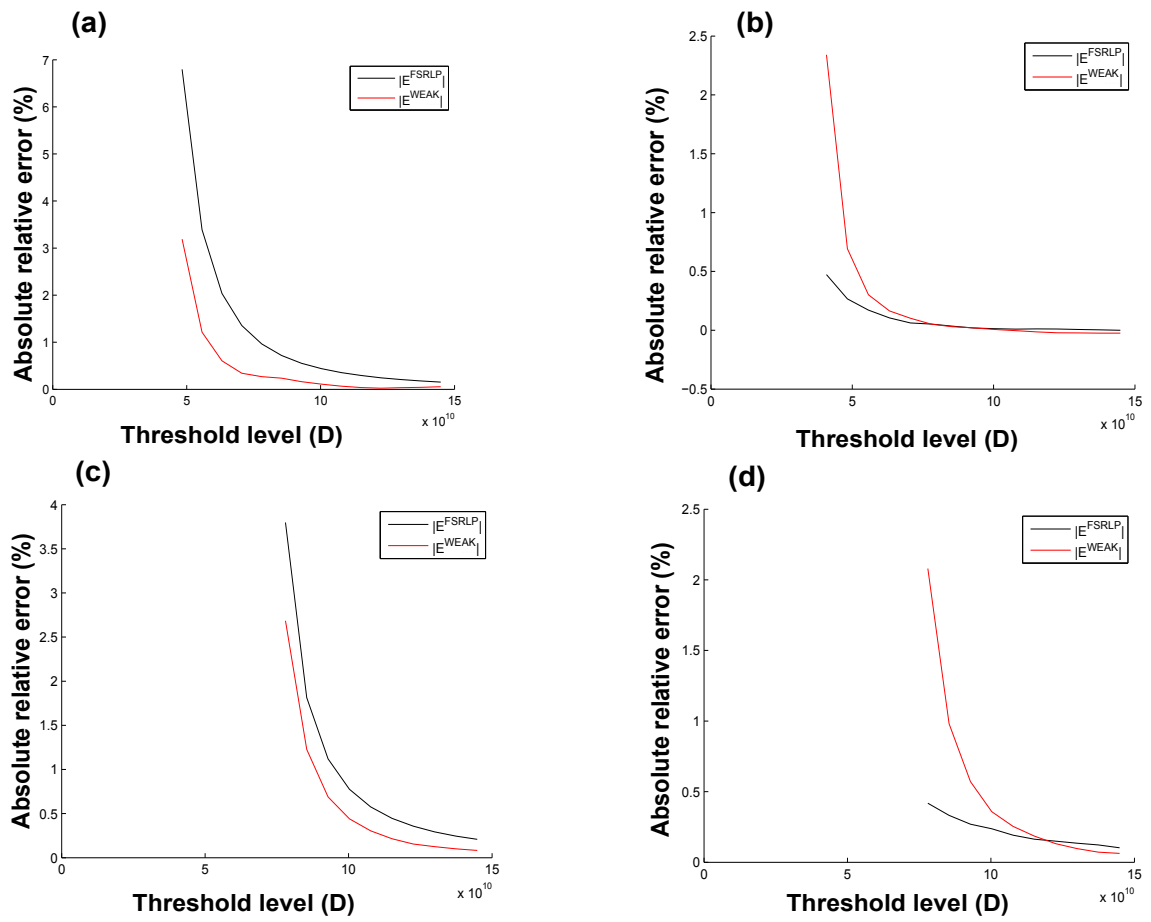 (a)
7
6
5
4
3
2
1
0
0
5
10
15
x 10^10
Absolute relative error (%)
Threshold level (D)
|E^FSRLP|
|E^WEAK|
(b)
2.5
2
1.5
1
0.5
0
−0.5
0
5
10
15
x 10^10
Absolute relative error (%)
Threshold level (D)
|E^FSRLP|
|E^WEAK|
(c)
4
3.5
3
2.5
2
1.5
1
0.5
0
0
5
10
15
x 10^10
Absolute relative error (%)
Threshold level (D)
|E^FSRLP|
|E^WEAK|
(d)
2.5
2
1.5
1
0.5
0
0
5
10
15
x 10^10
Absolute relative error (%)
Threshold level (D)
|E^FSRLP|
|E^WEAK|